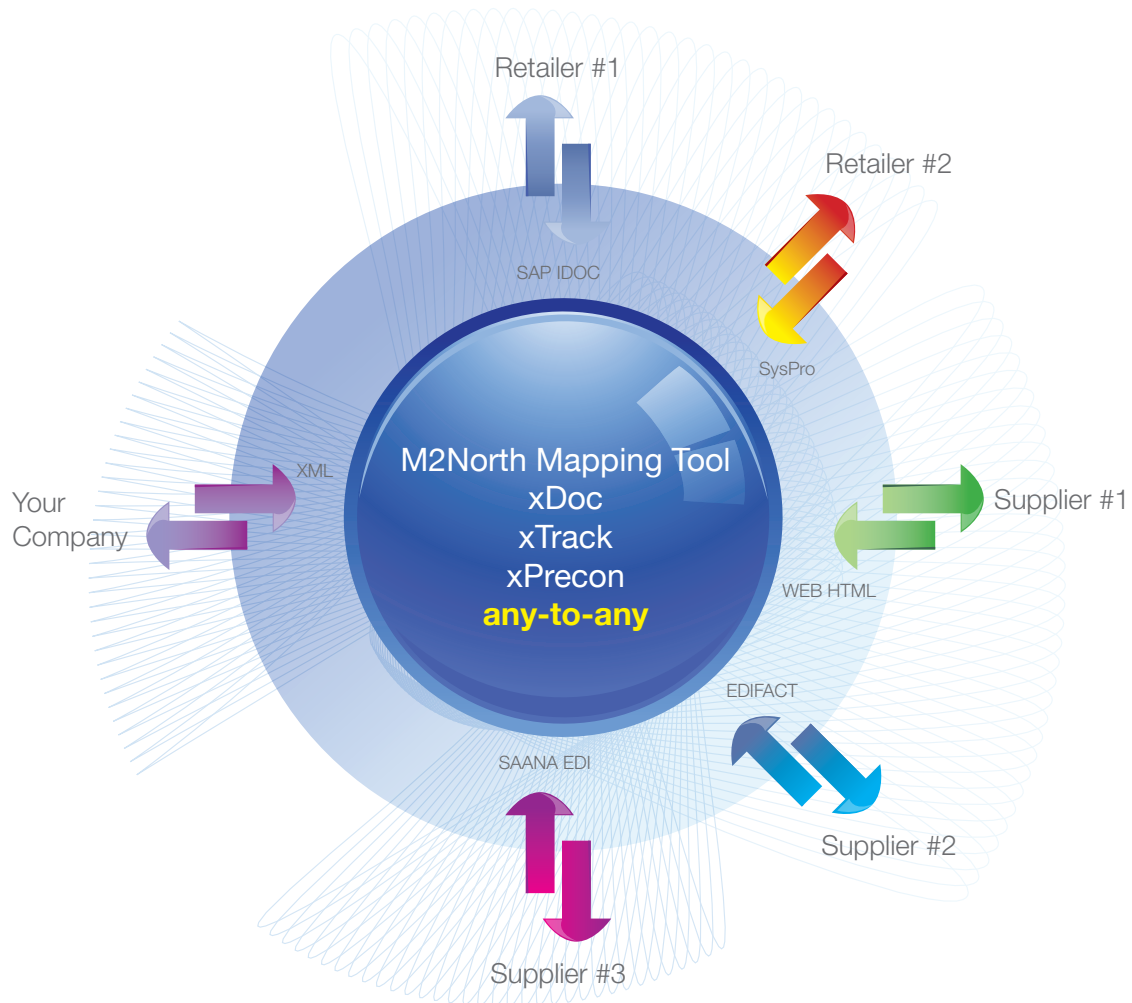 Retailer #1
Retailer #2
SAP IDOC
SysPro
M2North Mapping Tool
xDoc
xTrack
xPrecon
any-to-any
XML
Your
Company
Supplier #1
WEB HTML
EDIFACT
SAANA EDI
Supplier #2
Supplier #3